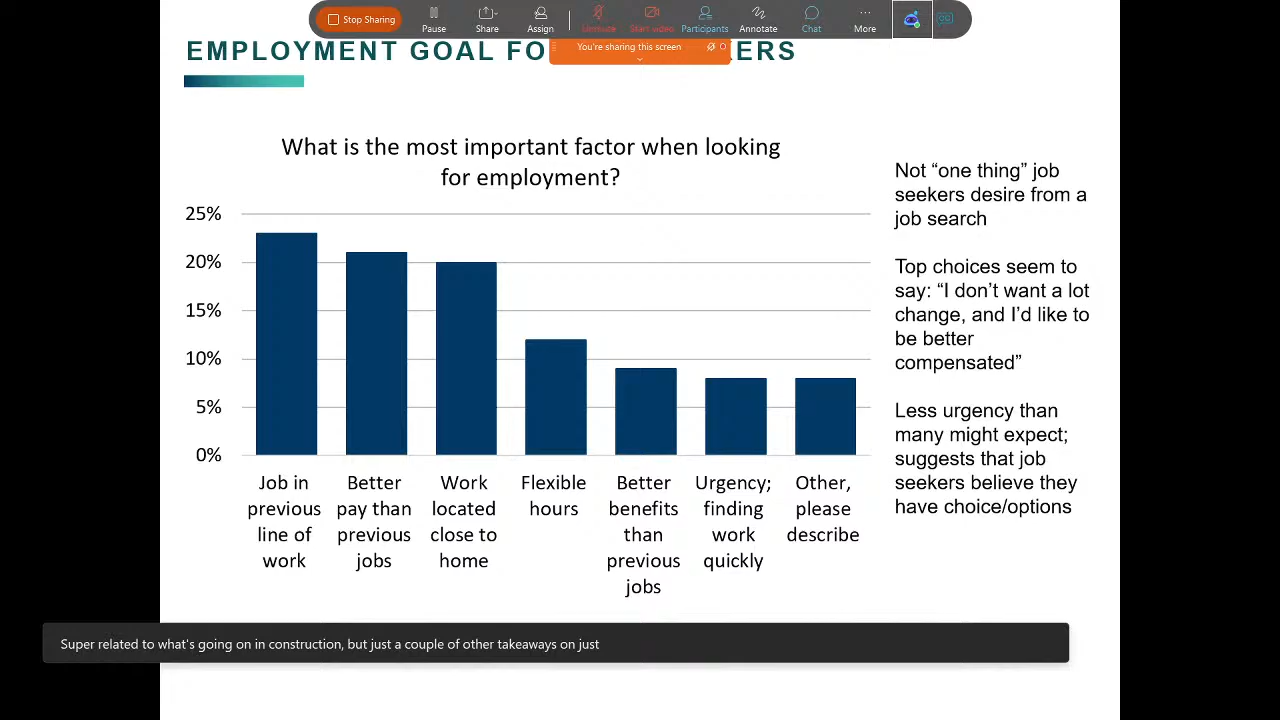 Stop Sharing
Pause
Share
Assign
Unmute
Start video
Participants
Annotate
Chat
More
You're sharing this screen
EMPLOYMENT GOAL FO ERS
What is the most important factor when looking
for employment?
25%
20%
15%
10%
5%
0%
Job in
previous
line of
work
Better
pay than
previous
jobs
Work
located
close to
home
Flexible
hours
Better
benefits
than
previous
jobs
Urgency;
finding
work
quickly
Other,
please
describe
Not “one thing” job
seekers desire from a
job search
Top choices seem to
say: “I don’t want a lot
change, and I’d like to
be better
compensated”
Less urgency than
many might expect;
suggests that job
seekers believe they
have choice/options
Super related to what's going on in construction, but just a couple of other takeaways on just